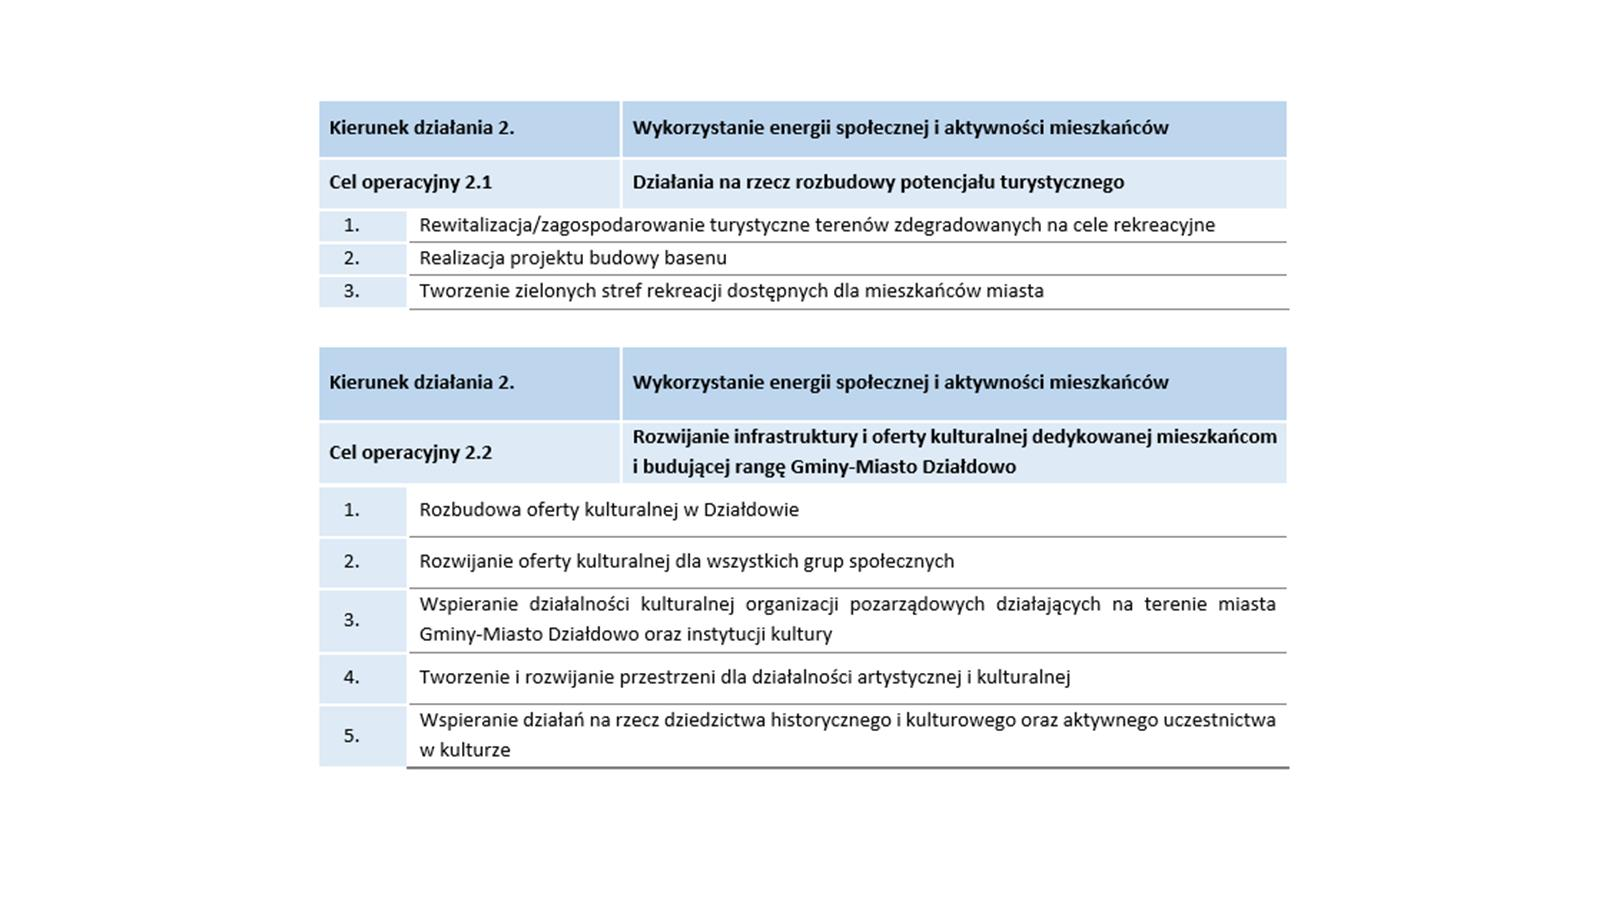 Kierunek działania 2. Wykorzystanie energii społecznej i aktywności mieszkańców
Cel operacyjny 2.1 Działania na rzecz rozbudowy potencjału turystycznego
1. Rewitalizacja/zagospodarowanie turystyczne terenów zdegradowanych na cele rekreacyjne
2. Realizacja projektu budowy basenu
3. Tworzenie zielonych stref rekreacji dostępnych dla mieszkańców miasta
Kierunek działania 2. Wykorzystanie energii społecznej i aktywności mieszkańców
Cel operacyjny 2.2 Rozwijanie infrastruktury i oferty kulturalnej dedykowanej mieszkańcom
i budującej rangę Gminy-Miasto Działdowo
1. Rozbudowa oferty kulturalnej w Działdowie
2. Rozwijanie oferty kulturalnej dla wszystkich grup społecznych
3. Wspieranie działalności kulturalnej organizacji pozarządowych działających na terenie miasta
Gminy-Miasto Działdowo oraz instytucji kultury
4. Tworzenie i rozwijanie przestrzeni dla działalności artystycznej i kulturalnej
5. Wspieranie działań na rzecz dziedzictwa historycznego i kulturowego oraz aktywnego uczestnictwa
w kulturze